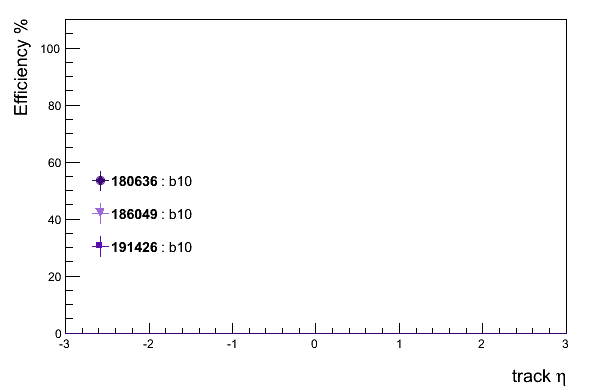 Efficiency %
100
80
60
180636 : b10
186049 : b10
40
191426 : b10
20
0
-3 -2 -1 0 1 2 3
track η